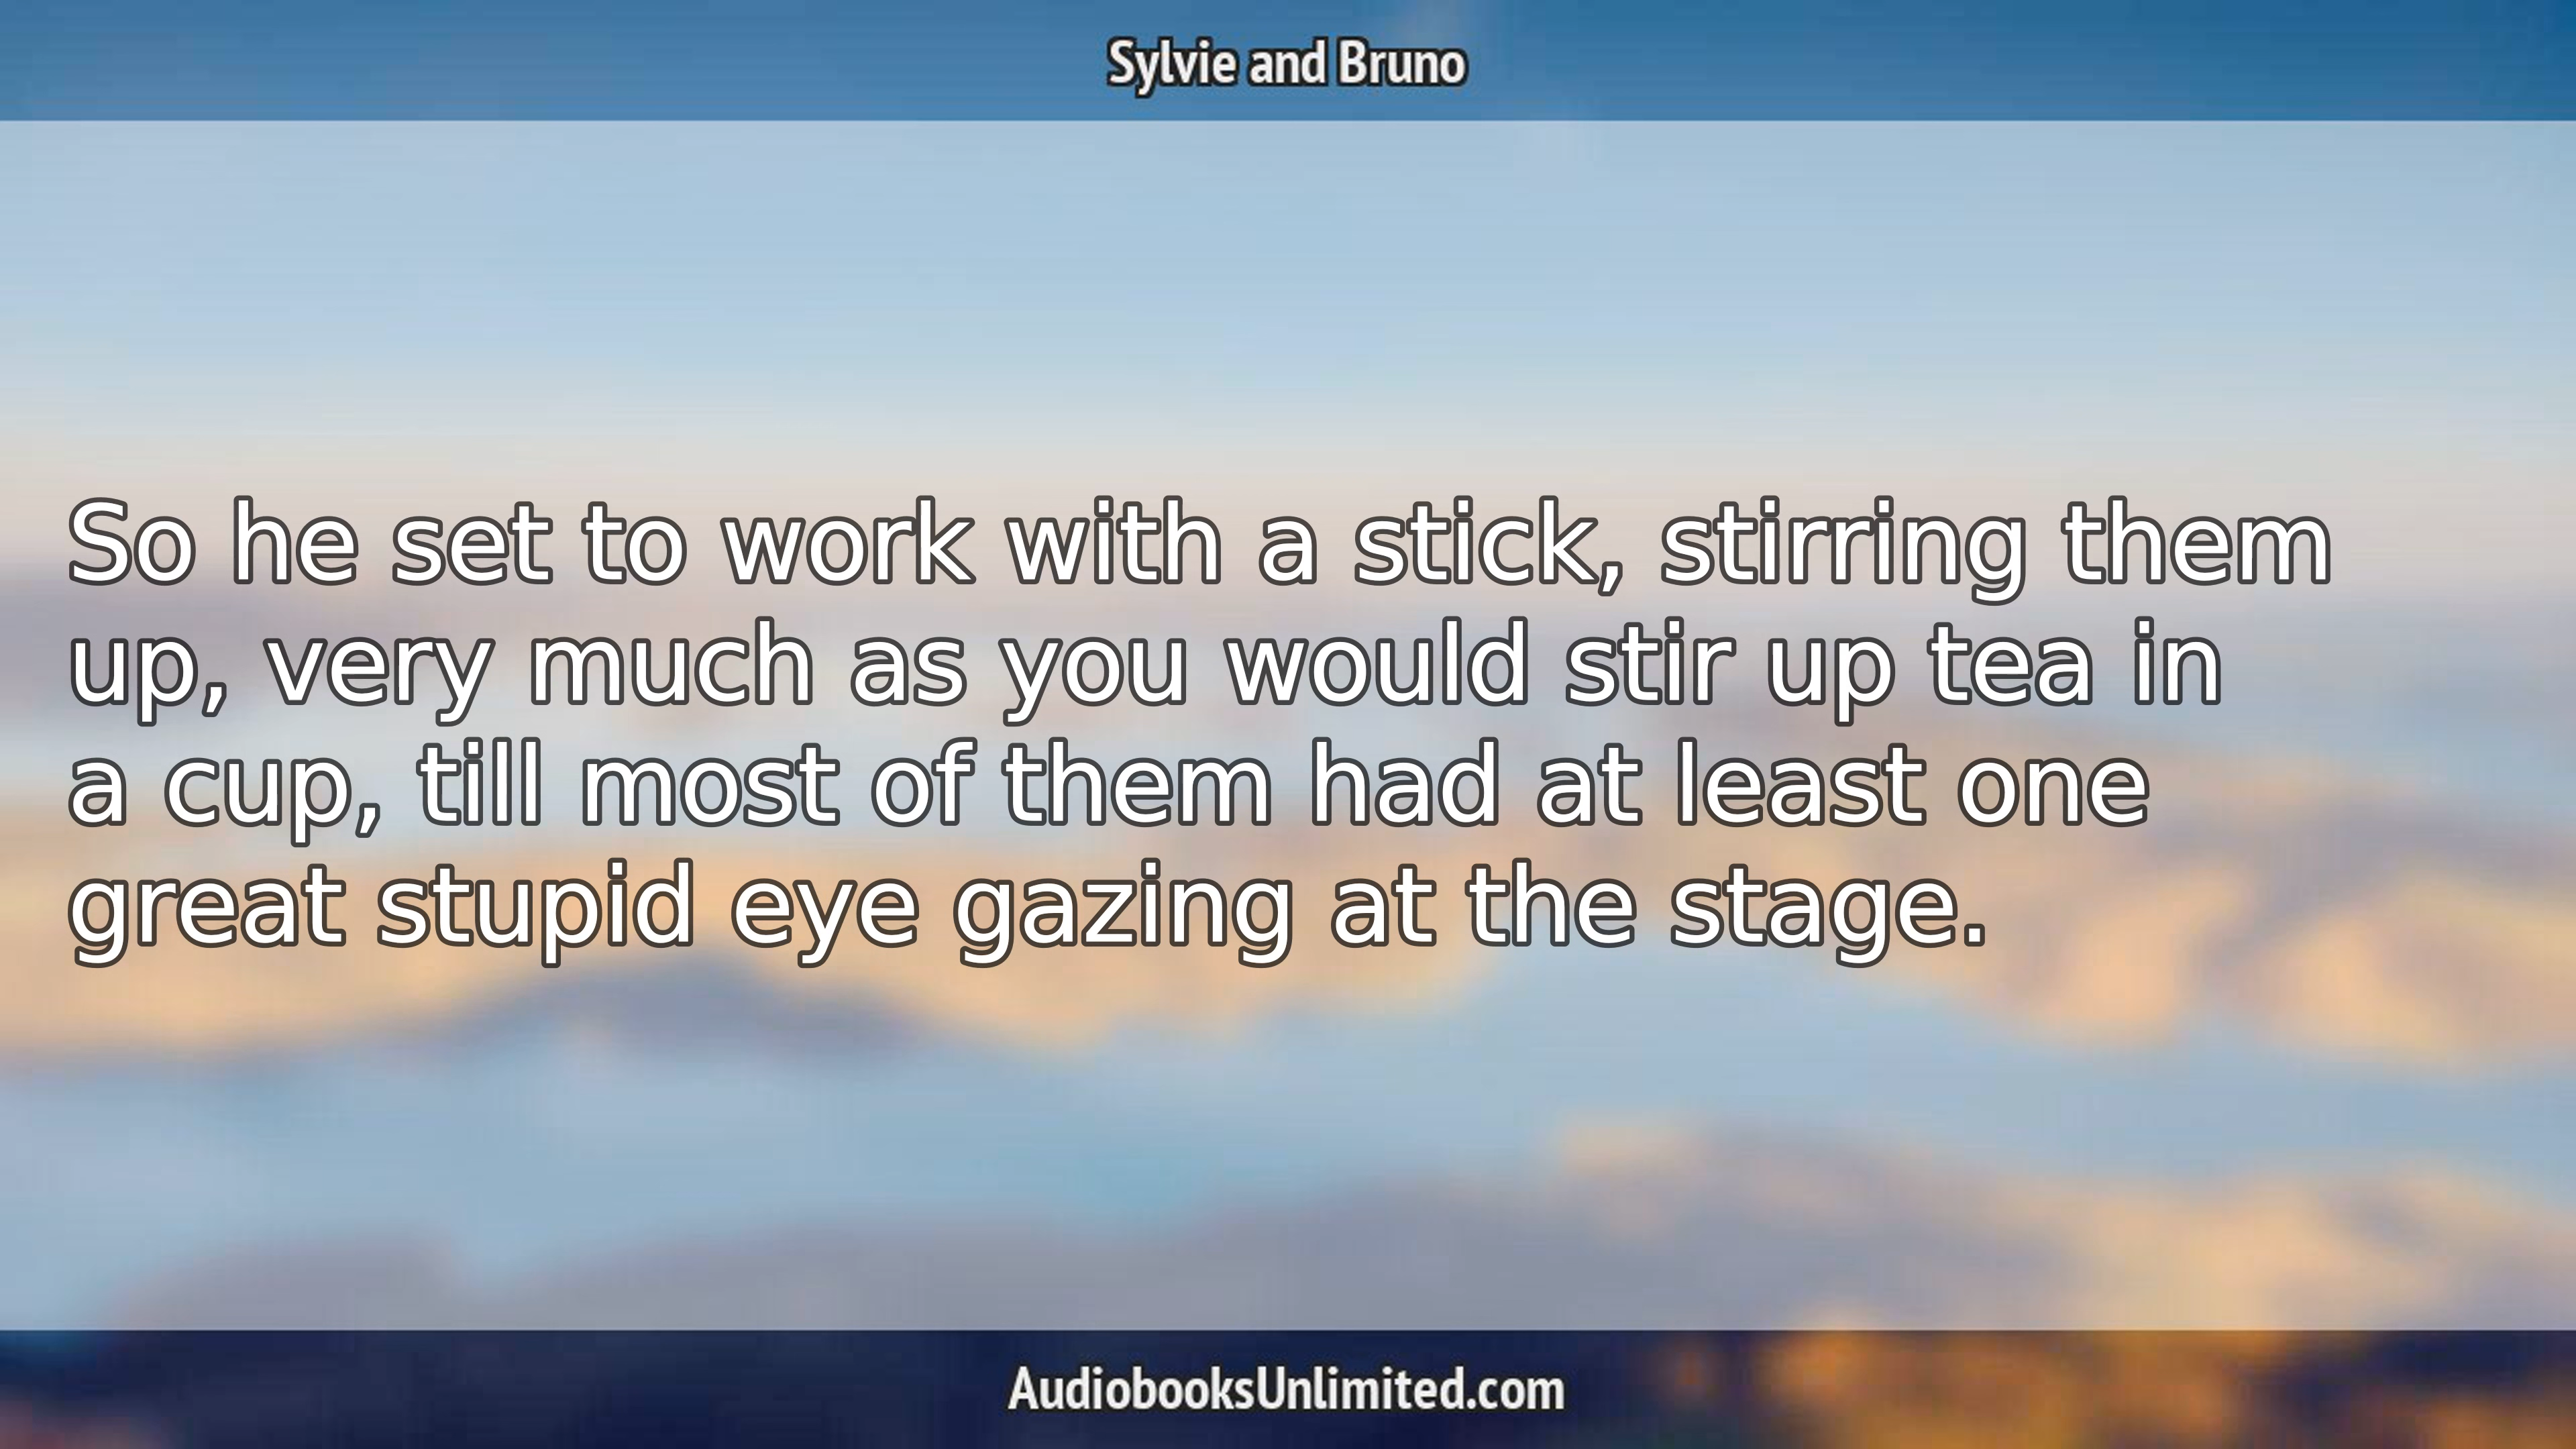 Sylvie and Bruno
So he set to work with a stick, stirring them
up, very much as you would stir up tea in
a cup, till most of them had at least one
great stupid eye gazing at the stage.
AudiobooksUnlimited.com